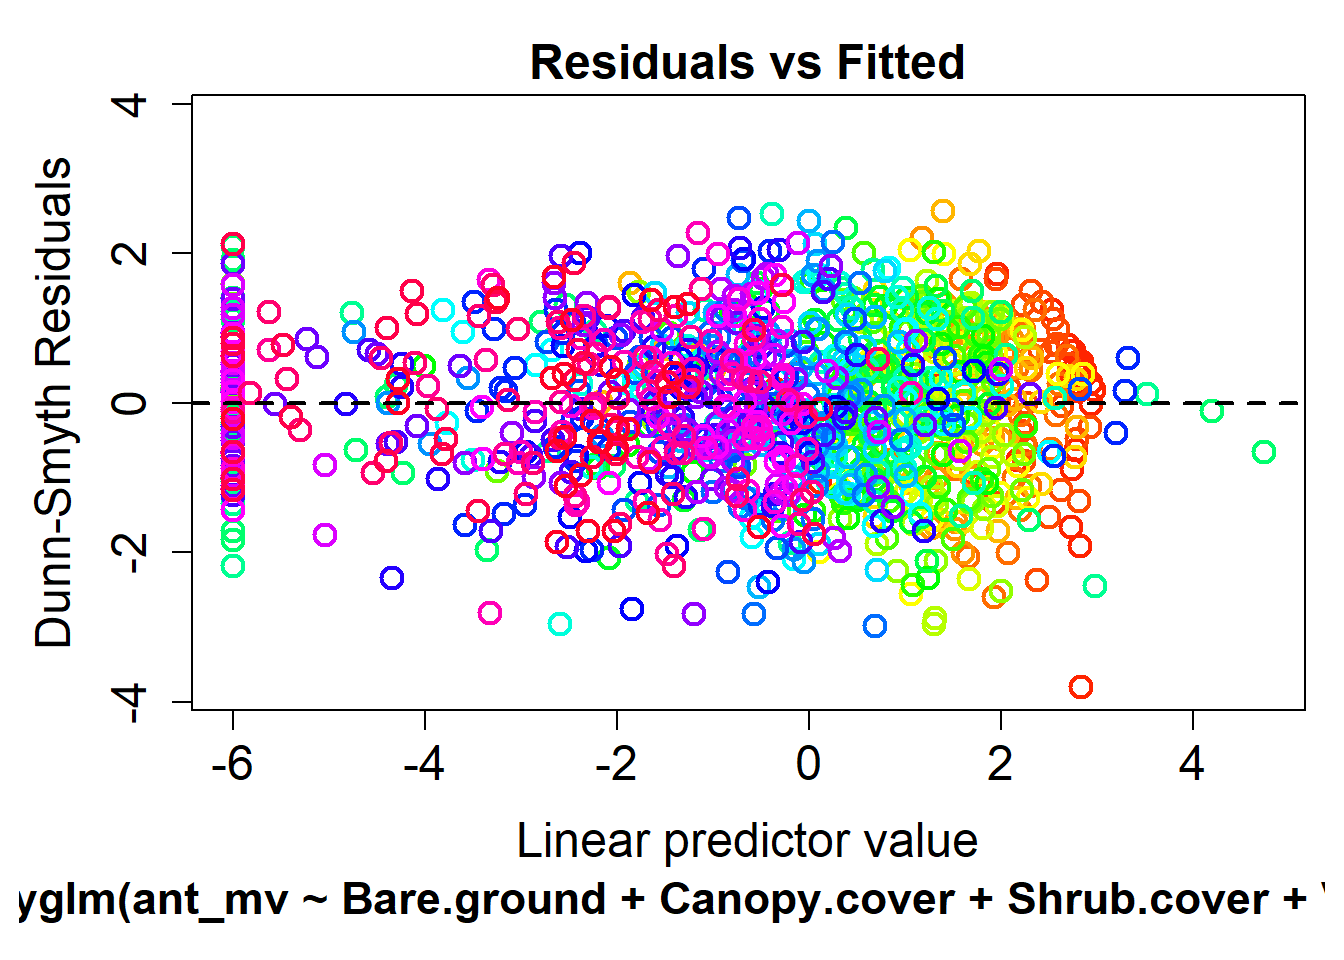 Residuals vs Fitted
4
2
0
-2
-4
Dunn-Smyth Residuals
-6 -4 -2 0 2 4
Linear predictor value
yglm(ant_mv ~ Bare.ground + Canopy.cover + Shrub.cover +